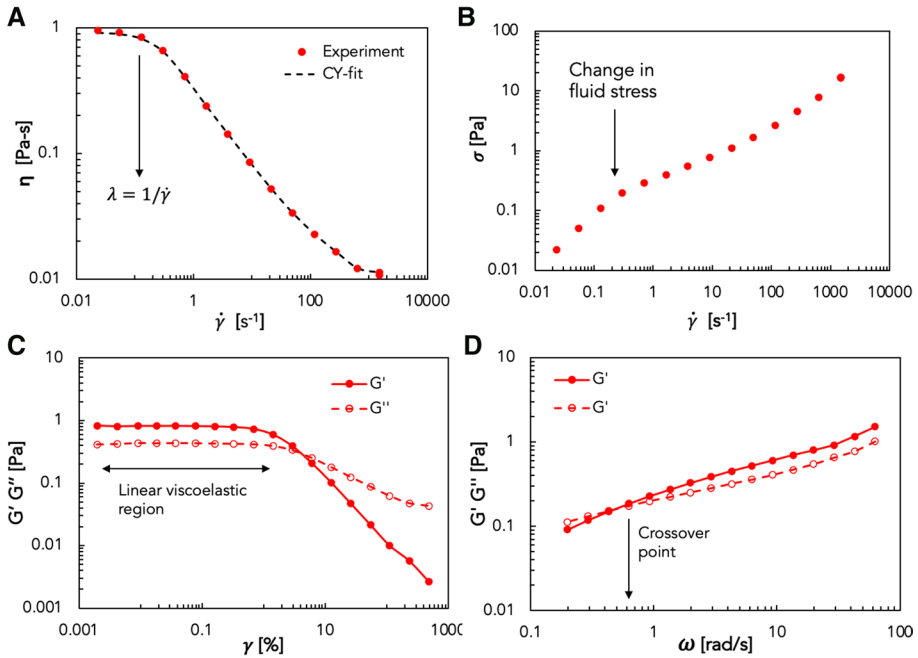 A
1
0.1
0.01
η [Pa-s]
Experiment
CY-fit
λ = 1/γ̇
0.01 1 100 10000
γ̇ [s-1]
B
100
10
1
0.1
0.01
σ [Pa]
Change in
fluid stress
0.01 0.1 1 10 100 1000 10000
γ̇ [s-1]
C
10
1
0.1
0.01
0.001
G′ G″ [Pa]
G'
G''
Linear viscoelastic
region
0.001 0.1 10 1000
γ [%]
D
10
1
0.1
0.01
G' G'' [Pa]
G'
G'
Crossover
point
0.1 1 10 100
ω [rad/s]